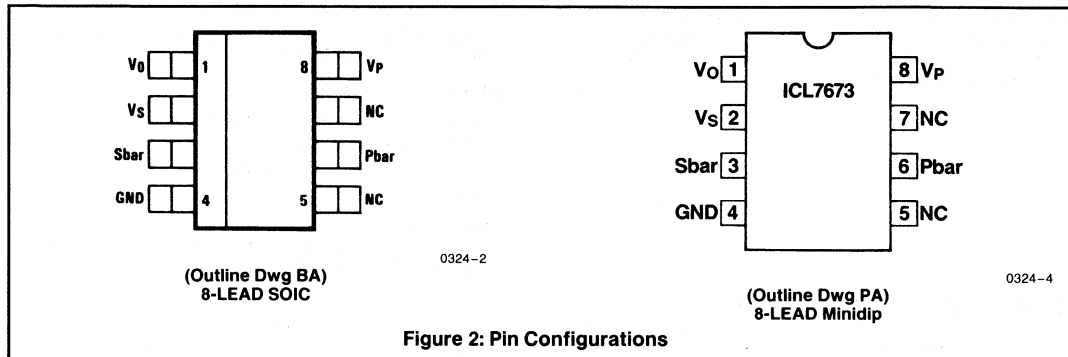 V0 1 8 VP
VS NC
Sbar Pbar
GND 4 5 NC
0324-2
(Outline Dwg BA)
8-LEAD SOIC
ICL7673
VO 1 8 VP
VS 2 7 NC
Sbar 3 6 Pbar
GND 4 5 NC
0324-4
(Outline Dwg PA)
8-LEAD Minidip
Figure 2: Pin Configurations